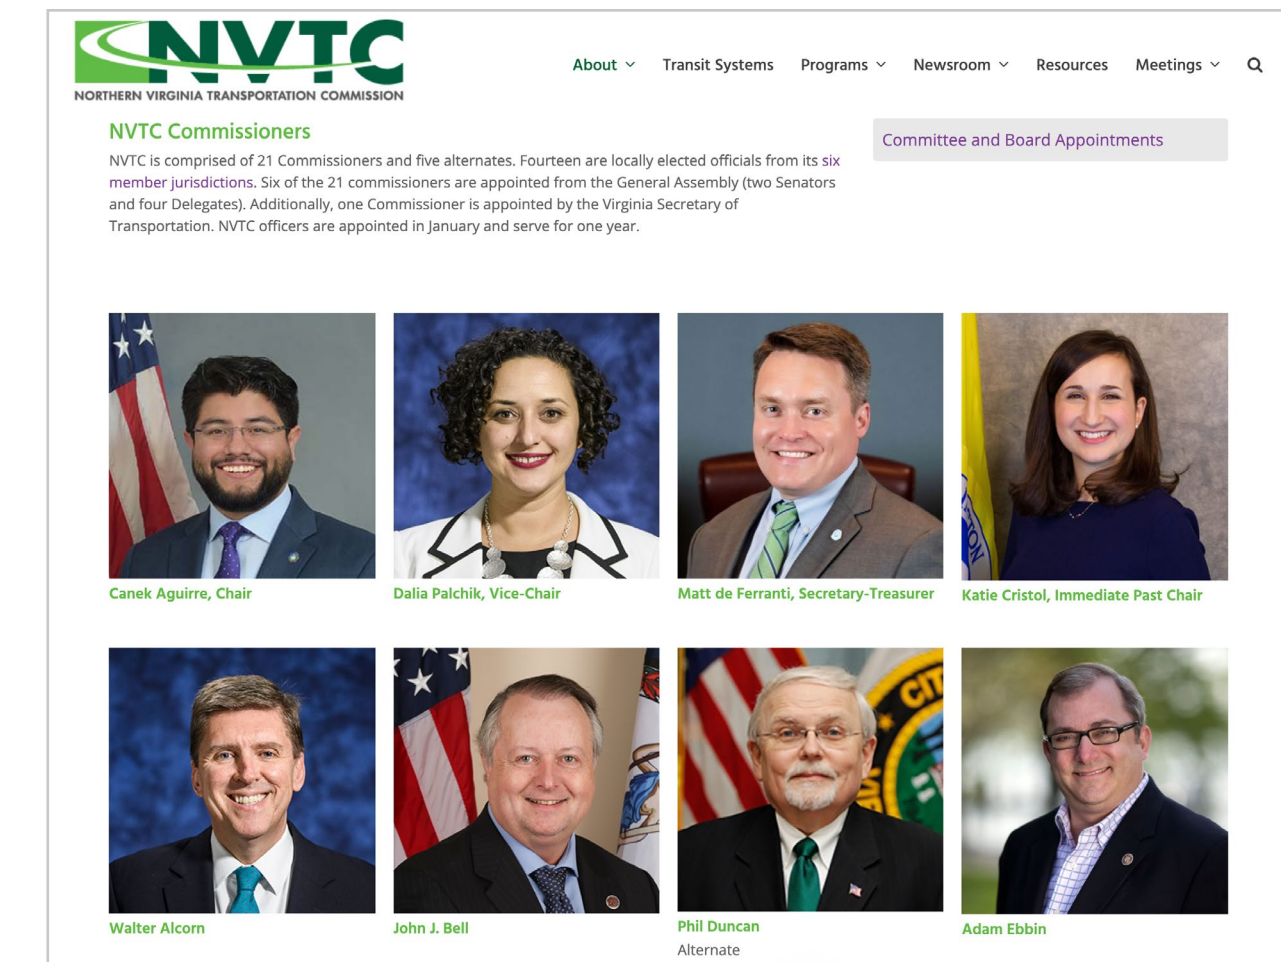 NVTC
NORTHERN VIRGINIA TRANSPORTATION COMMISSION
About Transit Systems Programs Newsroom Resources Meetings
NVTC Commissioners
NVTC is comprised of 21 Commissioners and five alternates. Fourteen are locally elected officials from its six
member jurisdictions. Six of the 21 commissioners are appointed from the General Assembly (two Senators
and four Delegates). Additionally, one Commissioner is appointed by the Virginia Secretary of
Transportation. NVTC officers are appointed in January and serve for one year.
Committee and Board Appointments
Canek Aguirre, Chair
Dalia Palchik, Vice-Chair
Matt de Ferranti, Secretary-Treasurer
Katie Cristol, Immediate Past Chair
CIT
Walter Alcorn
John J. Bell
Phil Duncan
Alternate
Adam Ebbin